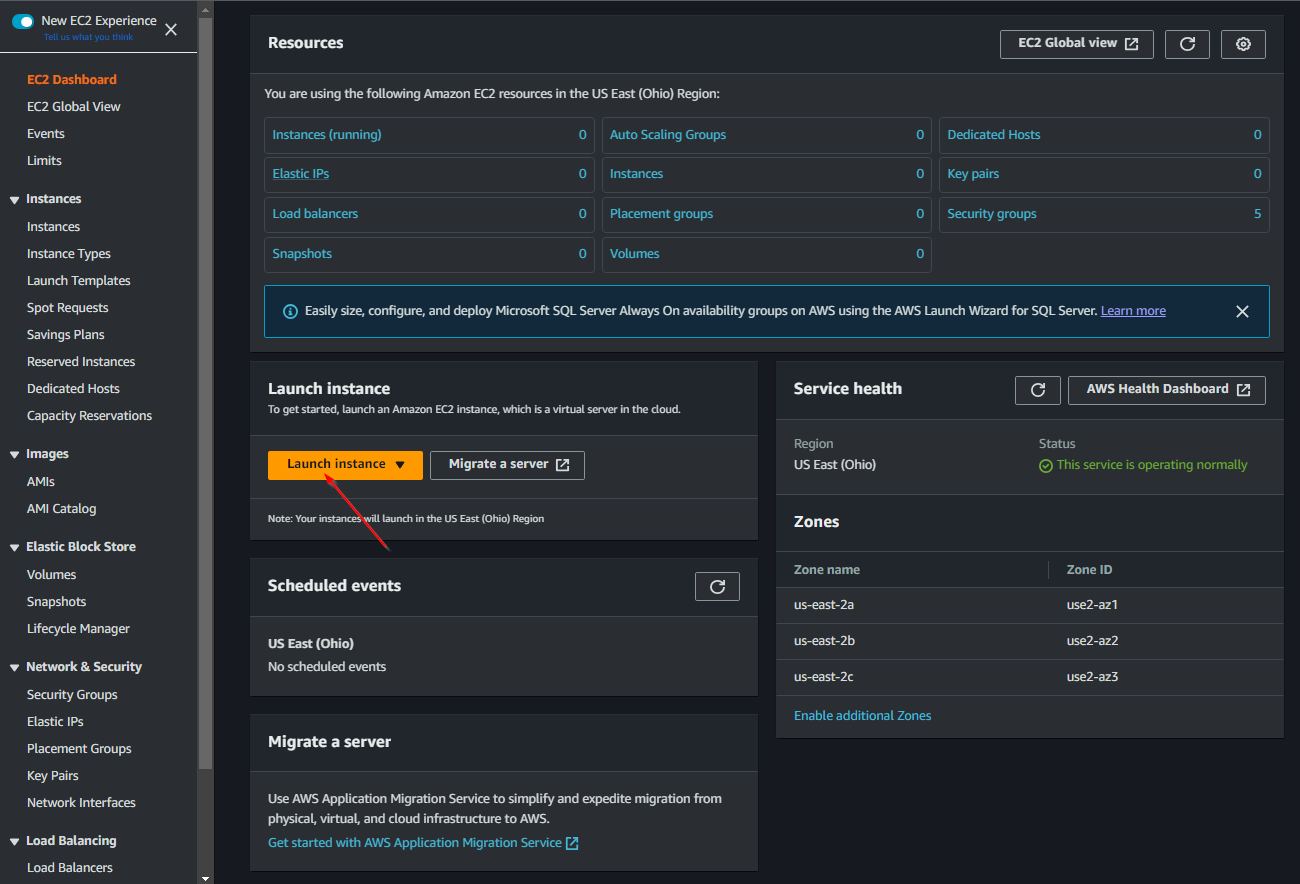 New EC2 Experience
Tell us what you think
EC2 Dashboard
EC2 Global View
Events
Limits
Instances
Instances
Instance Types
Launch Templates
Spot Requests
Savings Plans
Reserved Instances
Dedicated Hosts
Capacity Reservations
Images
AMIs
AMI Catalog
Elastic Block Store
Volumes
Snapshots
Lifecycle Manager
Network & Security
Security Groups
Elastic IPs
Placement Groups
Key Pairs
Network Interfaces
Load Balancing
Load Balancers
Resources
EC2 Global view
You are using the following Amazon EC2 resources in the US East (Ohio) Region:
Instances (running) 0
Auto Scaling Groups 0
Dedicated Hosts 0
Elastic IPs 0
Instances 0
Key pairs 0
Load balancers 0
Placement groups 0
Security groups 5
Snapshots 0
Volumes 0
Easily size, configure, and deploy Microsoft SQL Server Always On availability groups on AWS using the AWS Launch Wizard for SQL Server. Learn more
Launch instance
To get started, launch an Amazon EC2 instance, which is a virtual server in the cloud.
Launch instance
Migrate a server
Note: Your instances will launch in the US East (Ohio) Region
Scheduled events
US East (Ohio)
No scheduled events
Migrate a server
Use AWS Application Migration Service to simplify and expedite migration from
physical, virtual, and cloud infrastructure to AWS.
Get started with AWS Application Migration Service
Service health
AWS Health Dashboard
Region
US East (Ohio)
Status
This service is operating normally
Zones
Zone name Zone ID
us-east-2a use2-az1
us-east-2b use2-az2
us-east-2c use2-az3
Enable additional Zones